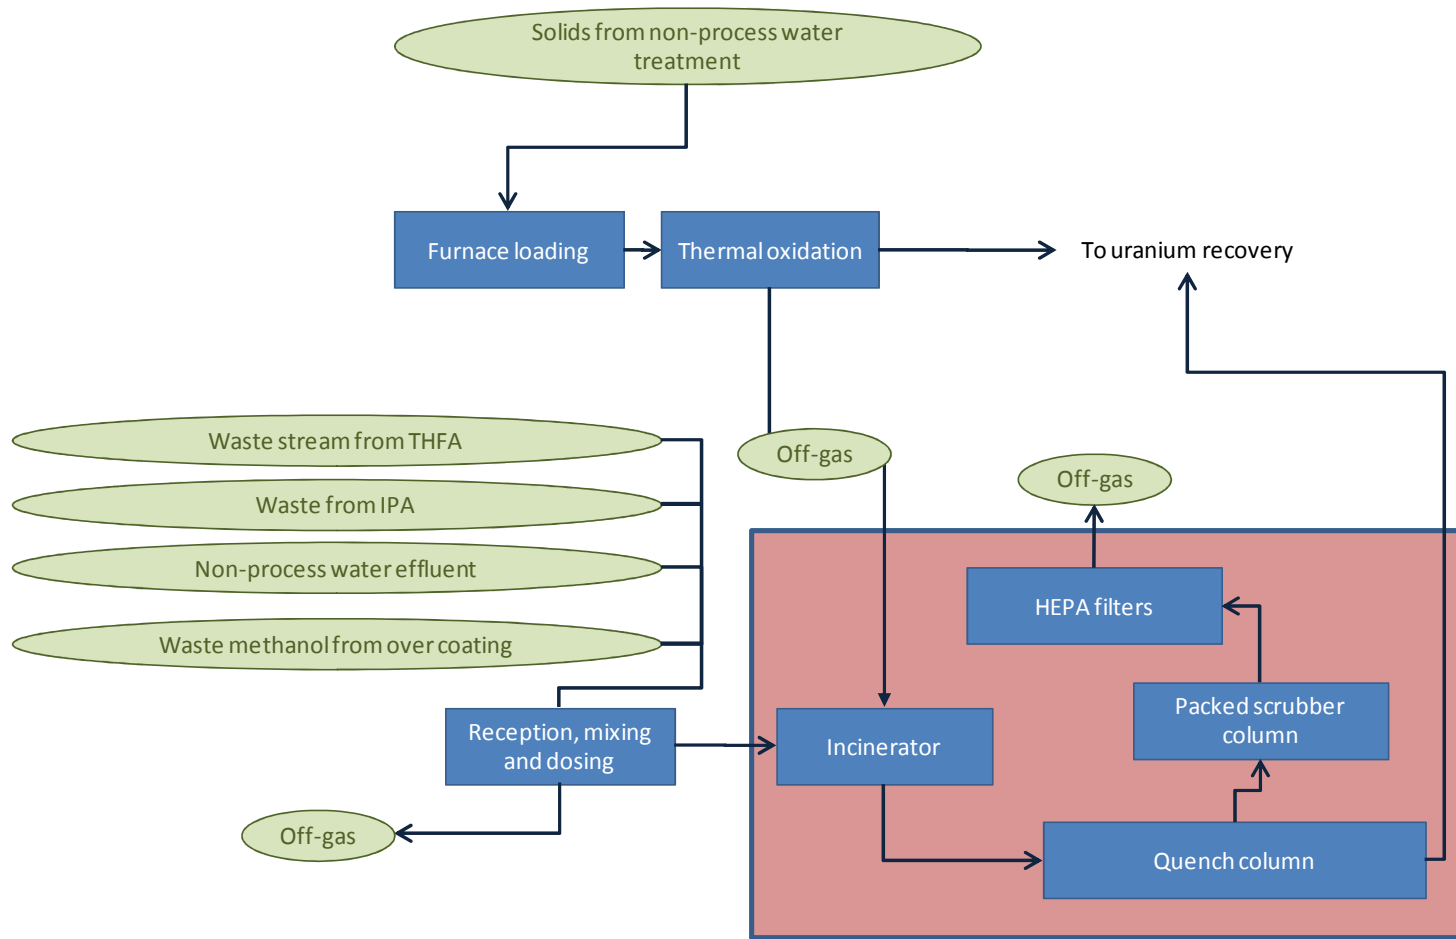 Solids from non-process water
treatment
Furnace loading
Thermal oxidation
To uranium recovery
Waste stream from THFA
Off-gas
Off-gas
Waste from IPA
Non-process water effluent
HEPA filters
Waste methanol from over coating
Packed scrubber
column
Reception, mixing
and dosing
Incinerator
Off-gas
Quench column